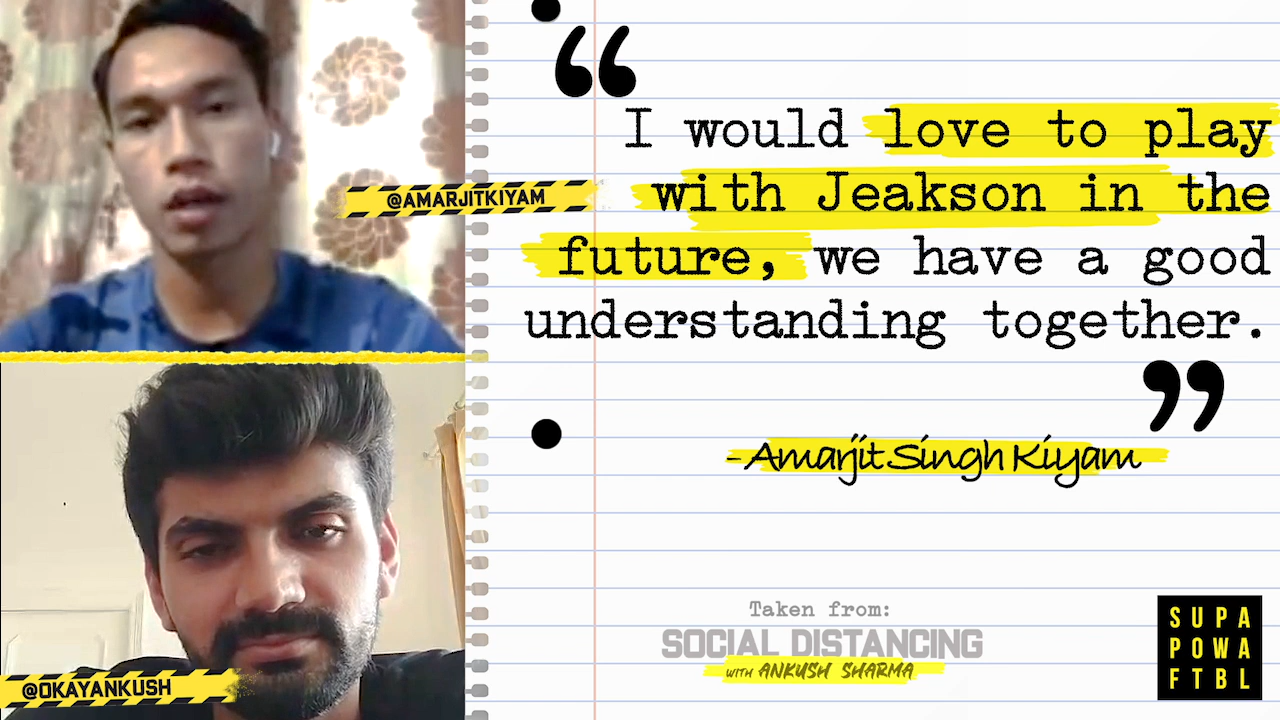 “
I would love to play
with Jeakson in the
future, we have a good
understanding together.
”
-Amarjit Singh Kiyam
@AMARJITKIYAM
@OKAYANKUSH
Taken from:
SOCIAL DISTANCING
WITH ANKUSH SHARMA
SUPA
POWA
FTBL